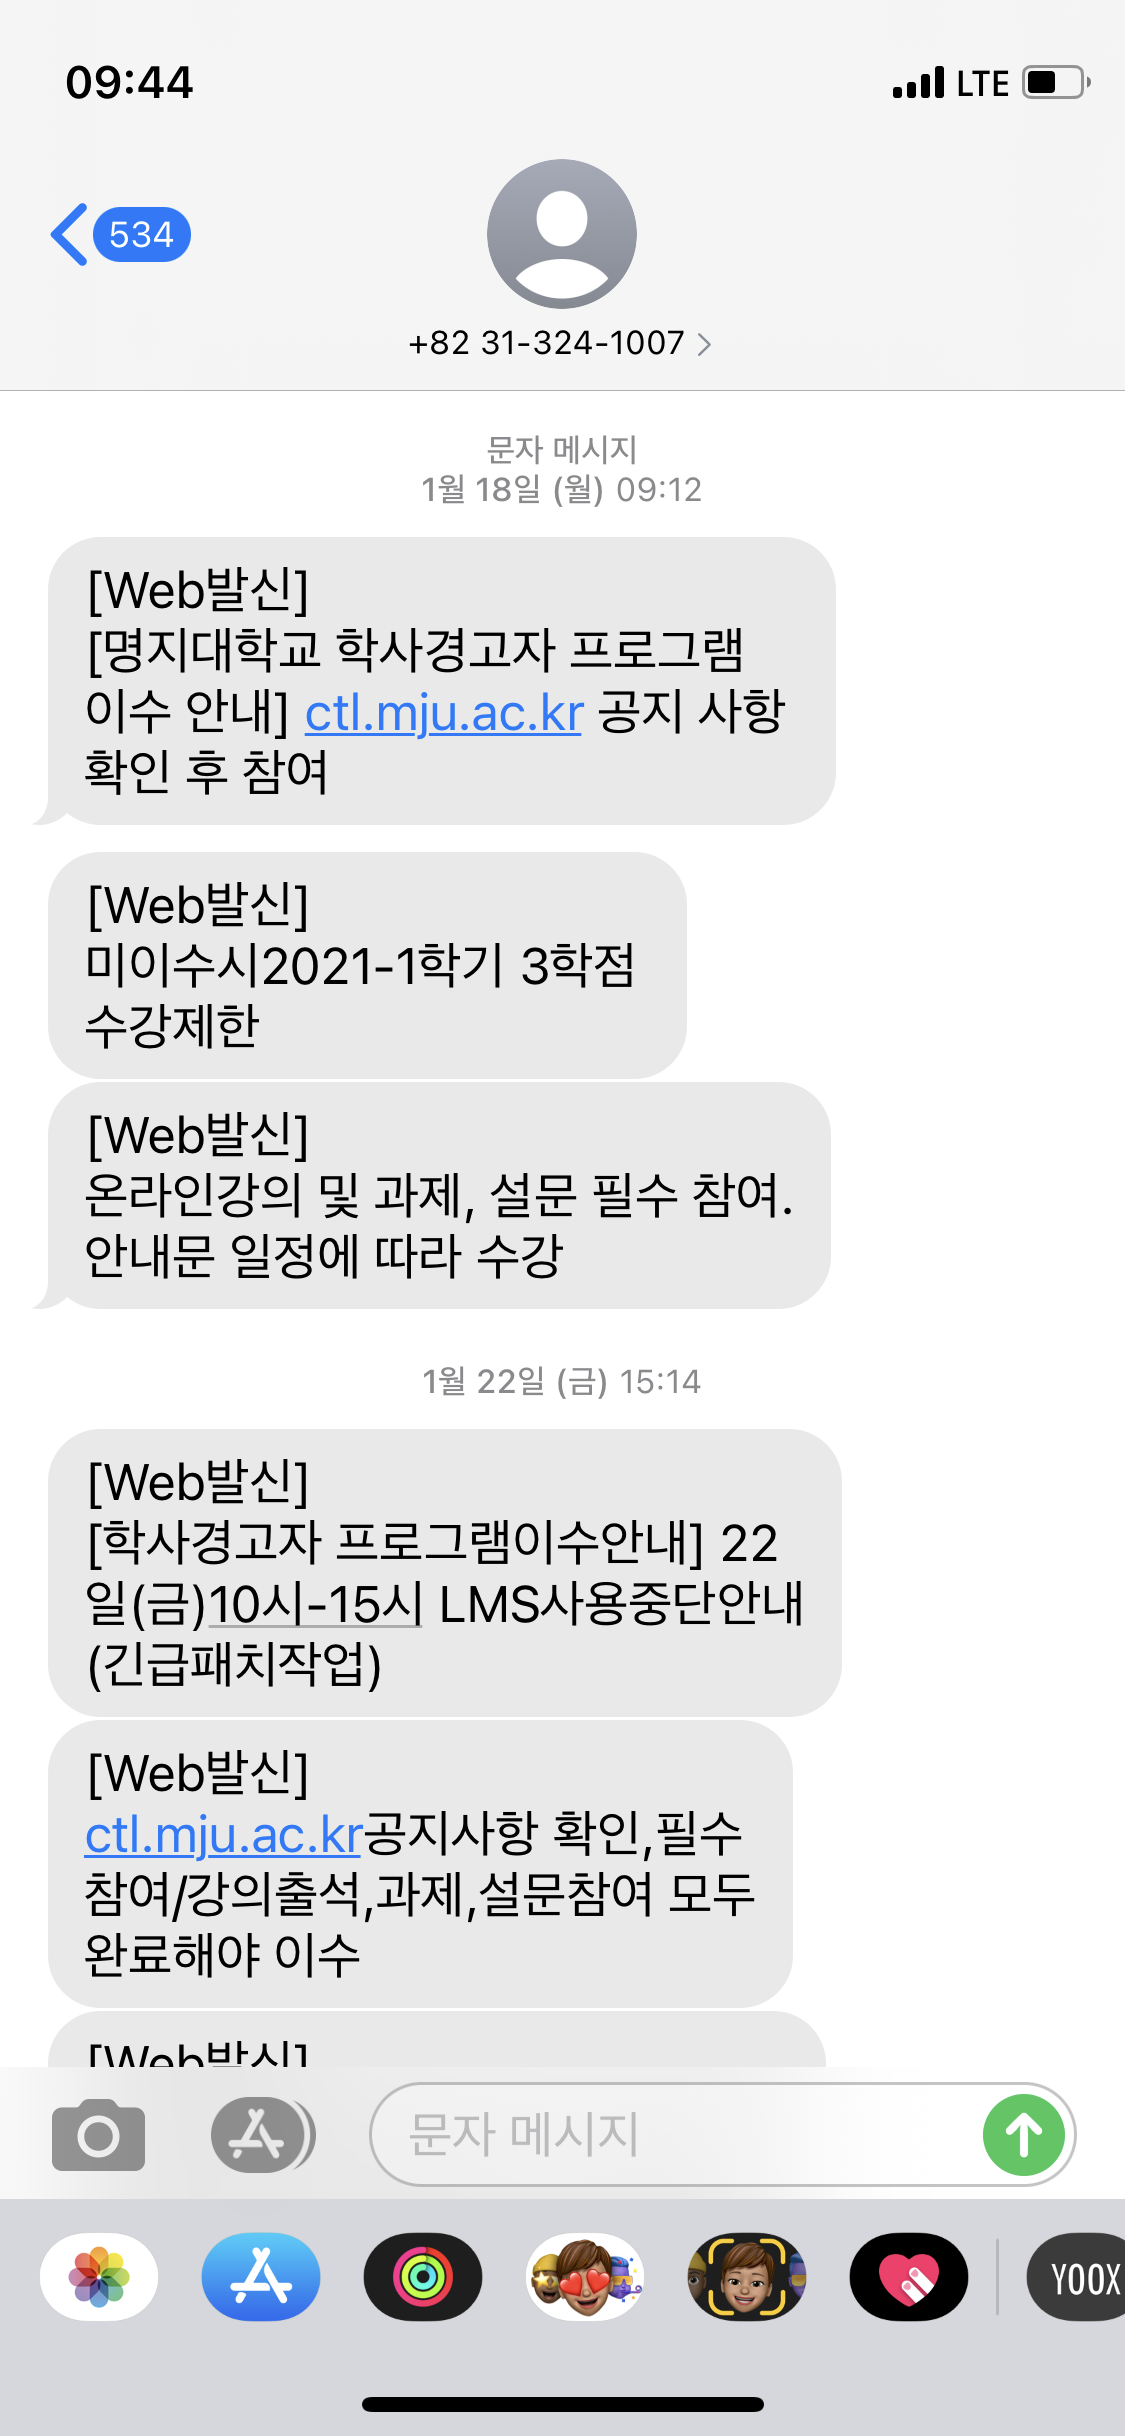 09:44
LTE
534
+82 31-324-1007
문자 메시지
1월 18일 (월) 09:12
[Web발신]
[명지대학교 학사경고자 프로그램
이수 안내] ctl.mju.ac.kr 공지 사항
확인 후 참여
[Web발신]
미이수시2021-1학기 3학점
수강제한
[Web발신]
온라인강의 및 과제, 설문 필수 참여.
안내문 일정에 따라 수강
1월 22일 (금) 15:14
[Web발신]
[학사경고자 프로그램이수안내] 22
일(금)10시-15시 LMS사용중단안내
(긴급패치작업)
[Web발신]
ctl.mju.ac.kr공지사항 확인,필수
참여/강의출석,과제,설문참여 모두
완료해야 이수
[Web발신]
문자 메시지
YOOX